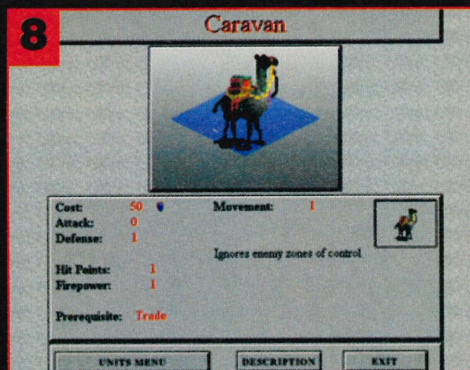 8
Caravan
Cost: 50 Movement: 1
Attack: 0
Defense: 1
Ignores enemy zones of control
Hit Points: 1
Firepower: 1
Prerequisite: Trade
UNITS MENU DESCRIPTION EXIT